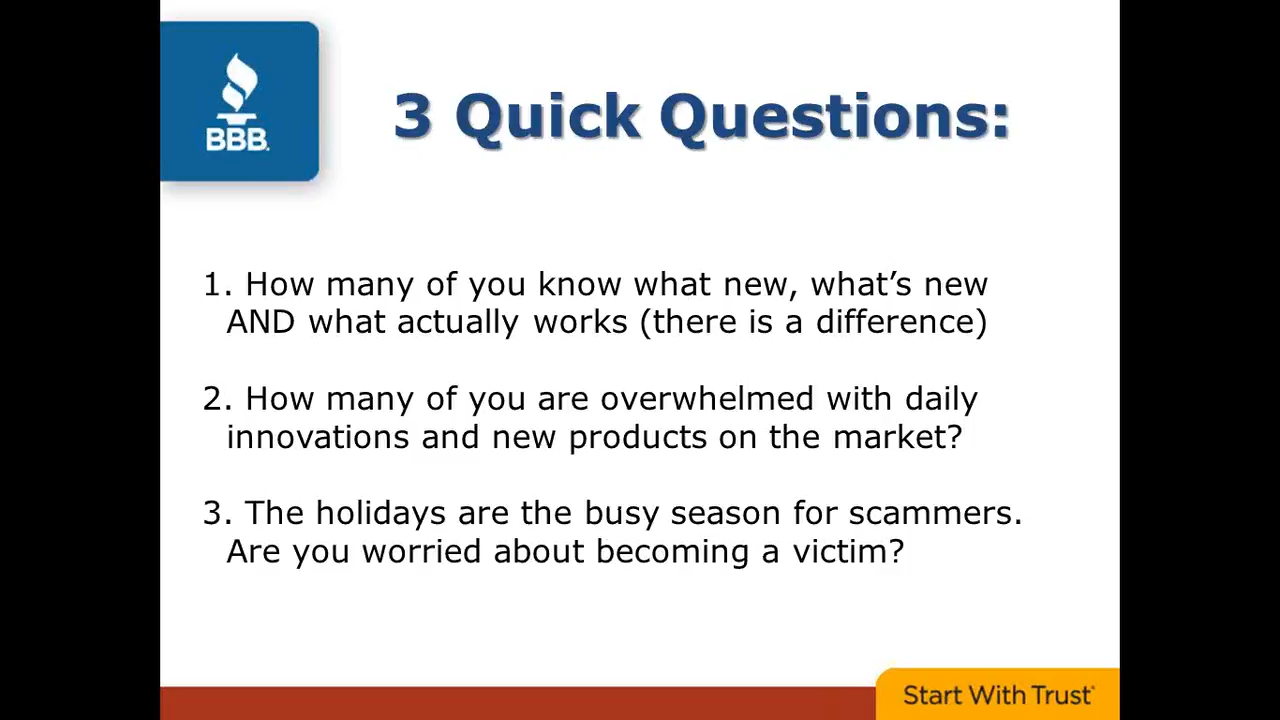 BBB.
3 Quick Questions:
1. How many of you know what new, what’s new
AND what actually works (there is a difference)
2. How many of you are overwhelmed with daily
innovations and new products on the market?
3. The holidays are the busy season for scammers.
Are you worried about becoming a victim?
Start With Trust®